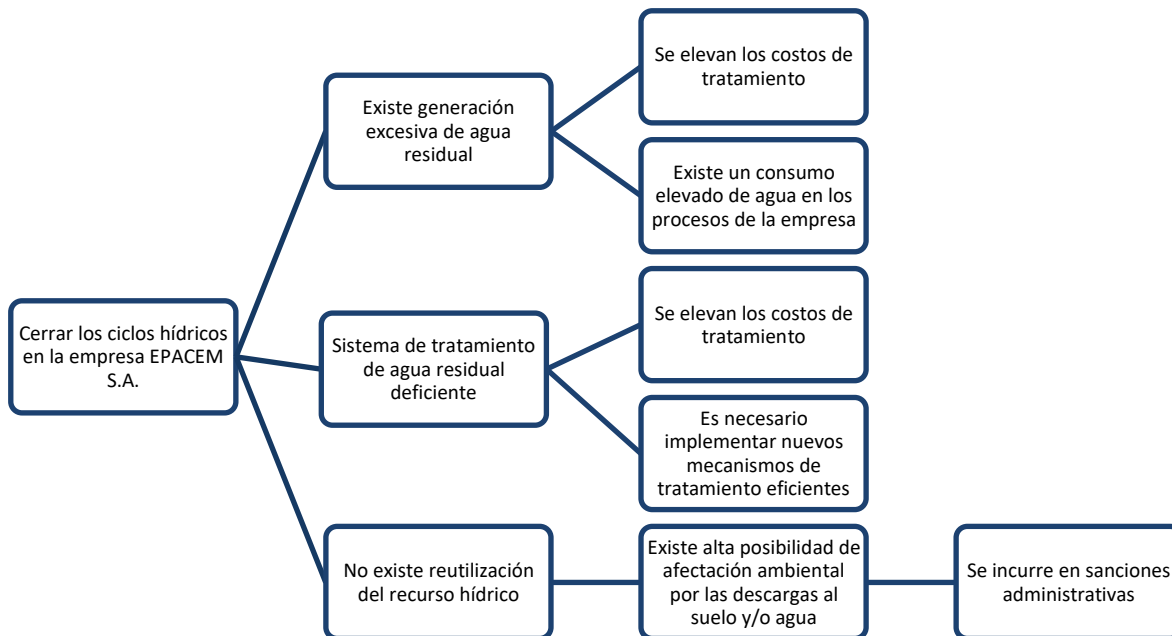 Cerrar los ciclos hídricos
en la empresa EPACEM
S.A.
Existe generación
excesiva de agua
residual
Se elevan los costos de
tratamiento
Existe un consumo
elevado de agua en los
procesos de la empresa
Sistema de tratamiento
de agua residual
deficiente
Se elevan los costos de
tratamiento
Es necesario
implementar nuevos
mecanismos de
tratamiento eficientes
No existe reutilización
del recurso hídrico
Existe alta posibilidad de
afectación ambiental
por las descargas al
suelo y/o agua
Se incurre en sanciones
administrativas